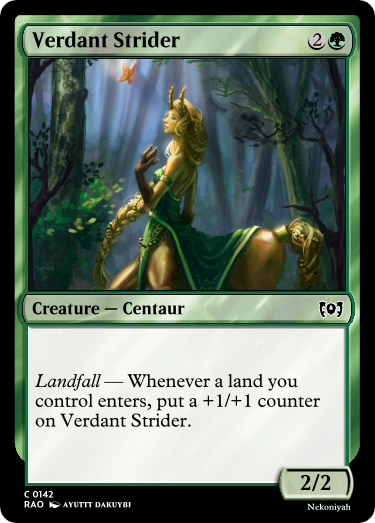 Verdant Strider 2
Creature — Centaur
Landfall — Whenever a land you
control enters, put a +1/+1 counter
on Verdant Strider.
2/2
C 0142
RAO AYUTTT DAKUYBI
Nekoniyah